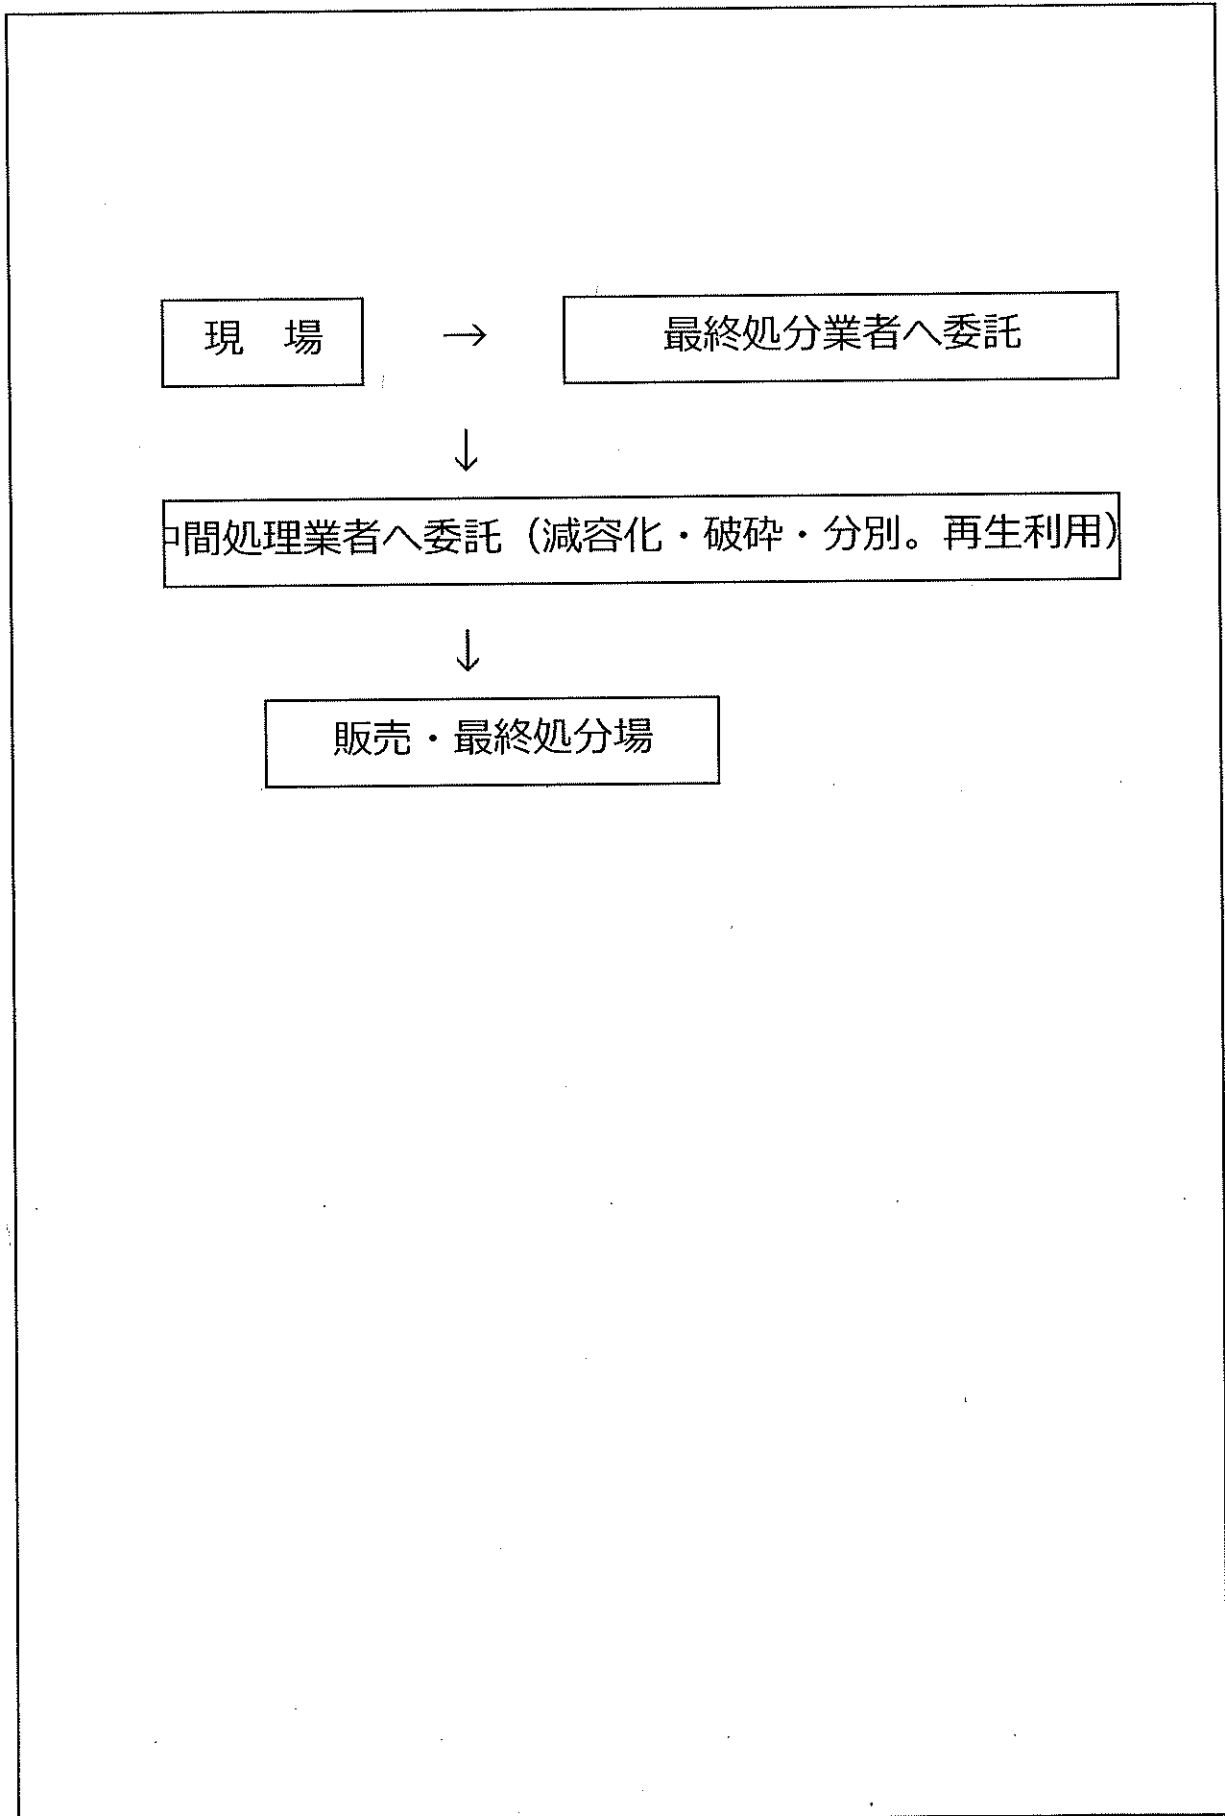 現　場 → 最終処分業者へ委託
↓
中間処理業者へ委託（減容化・破砕・分別。再生利用）
↓
販売・最終処分場